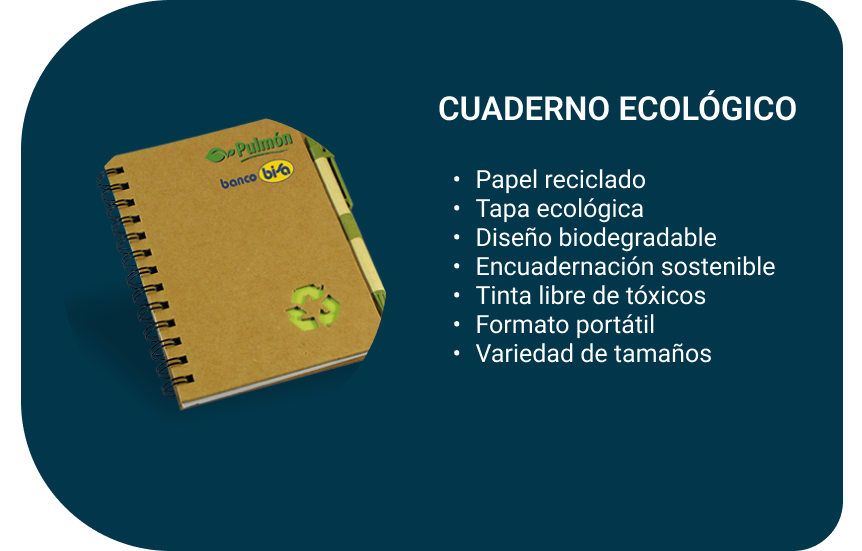 Pulmón
banco bisa
CUADERNO ECOLÓGICO
• Papel reciclado
• Tapa ecológica
• Diseño biodegradable
• Encuadernación sostenible
• Tinta libre de tóxicos
• Formato portátil
• Variedad de tamaños